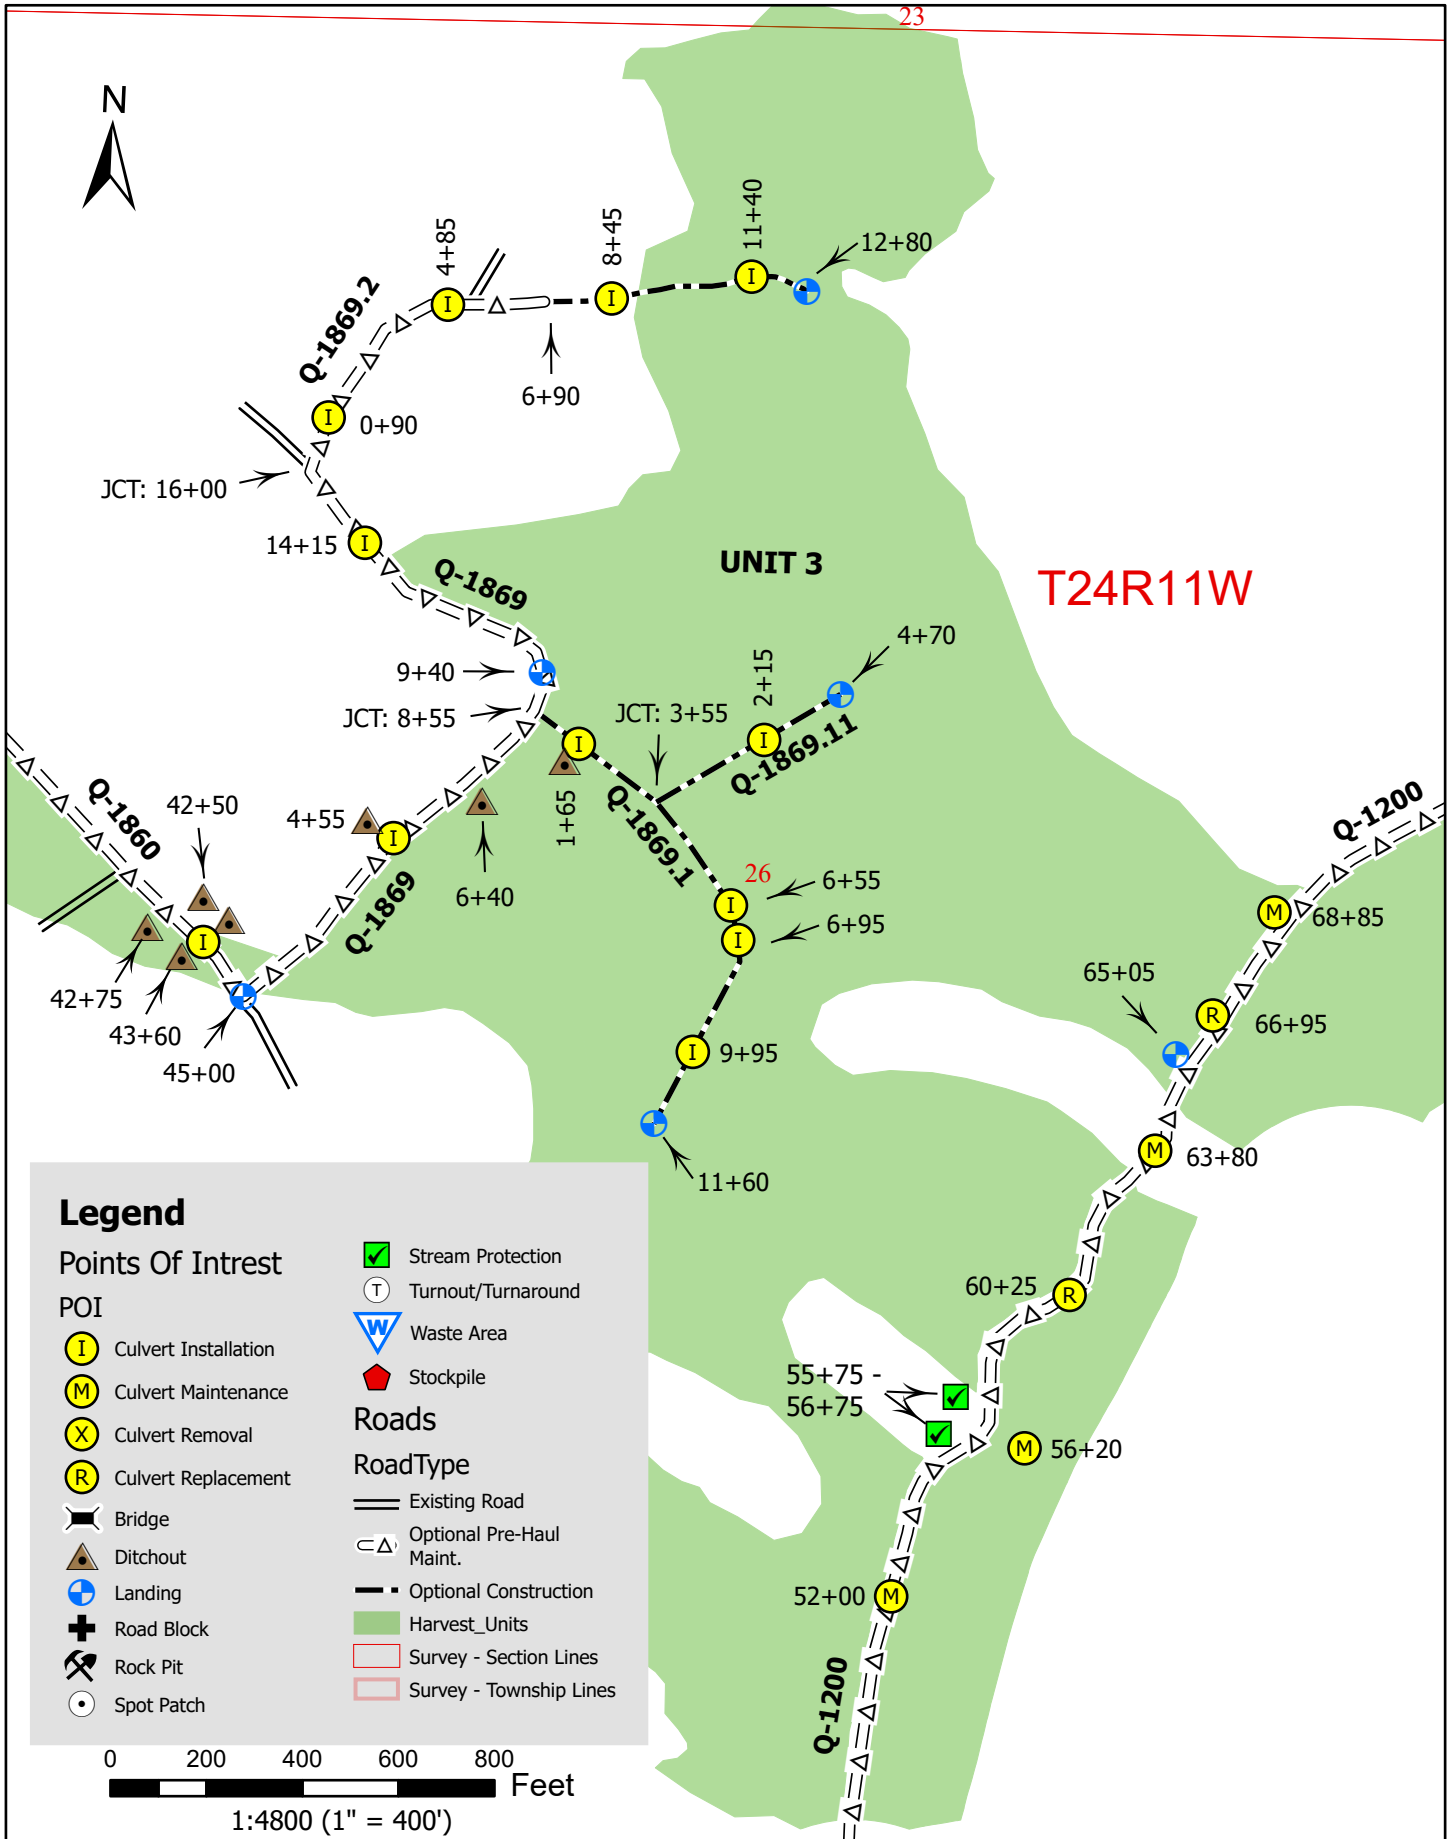 23
N
11+40
12+80
8+45
4+85
Q-1869.2
6+90
0+90
JCT: 16+00
14+15
UNIT 3
T24R11W
Q-1869
4+70
9+40
2+15
JCT: 8+55
JCT: 3+55
Q-1869.11
Q-1860
42+50
4+55
1+65
Q-1869.1
Q-1200
6+40
26
6+55
6+95
Q-1869
68+85
65+05
66+95
42+75
43+60
45+00
9+95
63+80
11+60
60+25
55+75 -
56+75
56+20
52+00
Q-1200
I
I
I
I
I
I
I
I
I
I
I
I
M
R
M
R
M
M
Legend
Points Of Intrest
POI
I Culvert Installation
M Culvert Maintenance
X Culvert Removal
R Culvert Replacement
Bridge
Ditchout
Landing
Road Block
Rock Pit
Spot Patch
Stream Protection
T Turnout/Turnaround
W Waste Area
Stockpile
Roads
RoadType
Existing Road
Optional Pre-Haul
Maint.
Optional Construction
Harvest_Units
Survey - Section Lines
Survey - Township Lines
0 200 400 600 800
Feet
1:4800 (1" = 400')